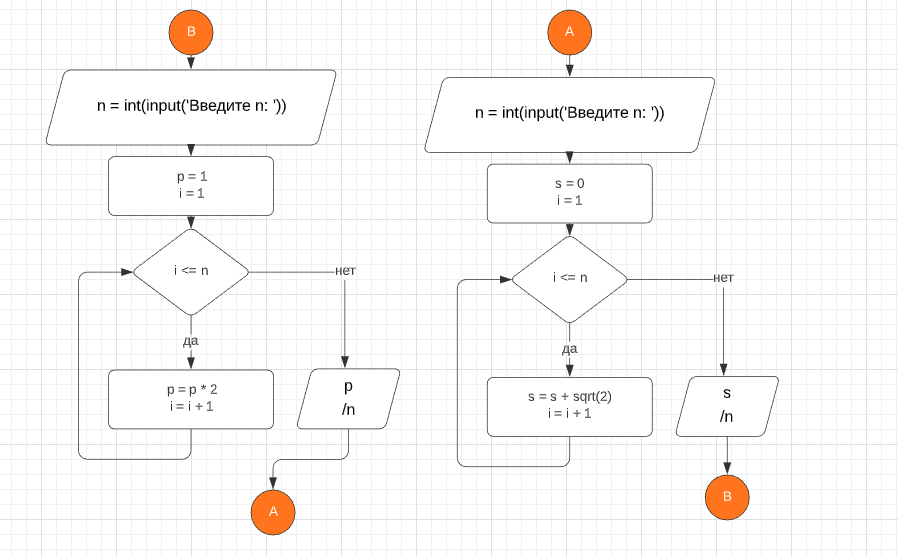 B
n = int(input('Введите n: '))
p = 1
i = 1
i <= n
нет
да
p = p * 2
i = i + 1
p
/n
A
A
n = int(input('Введите n: '))
s = 0
i = 1
i <= n
нет
да
s = s + sqrt(2)
i = i + 1
s
/n
B